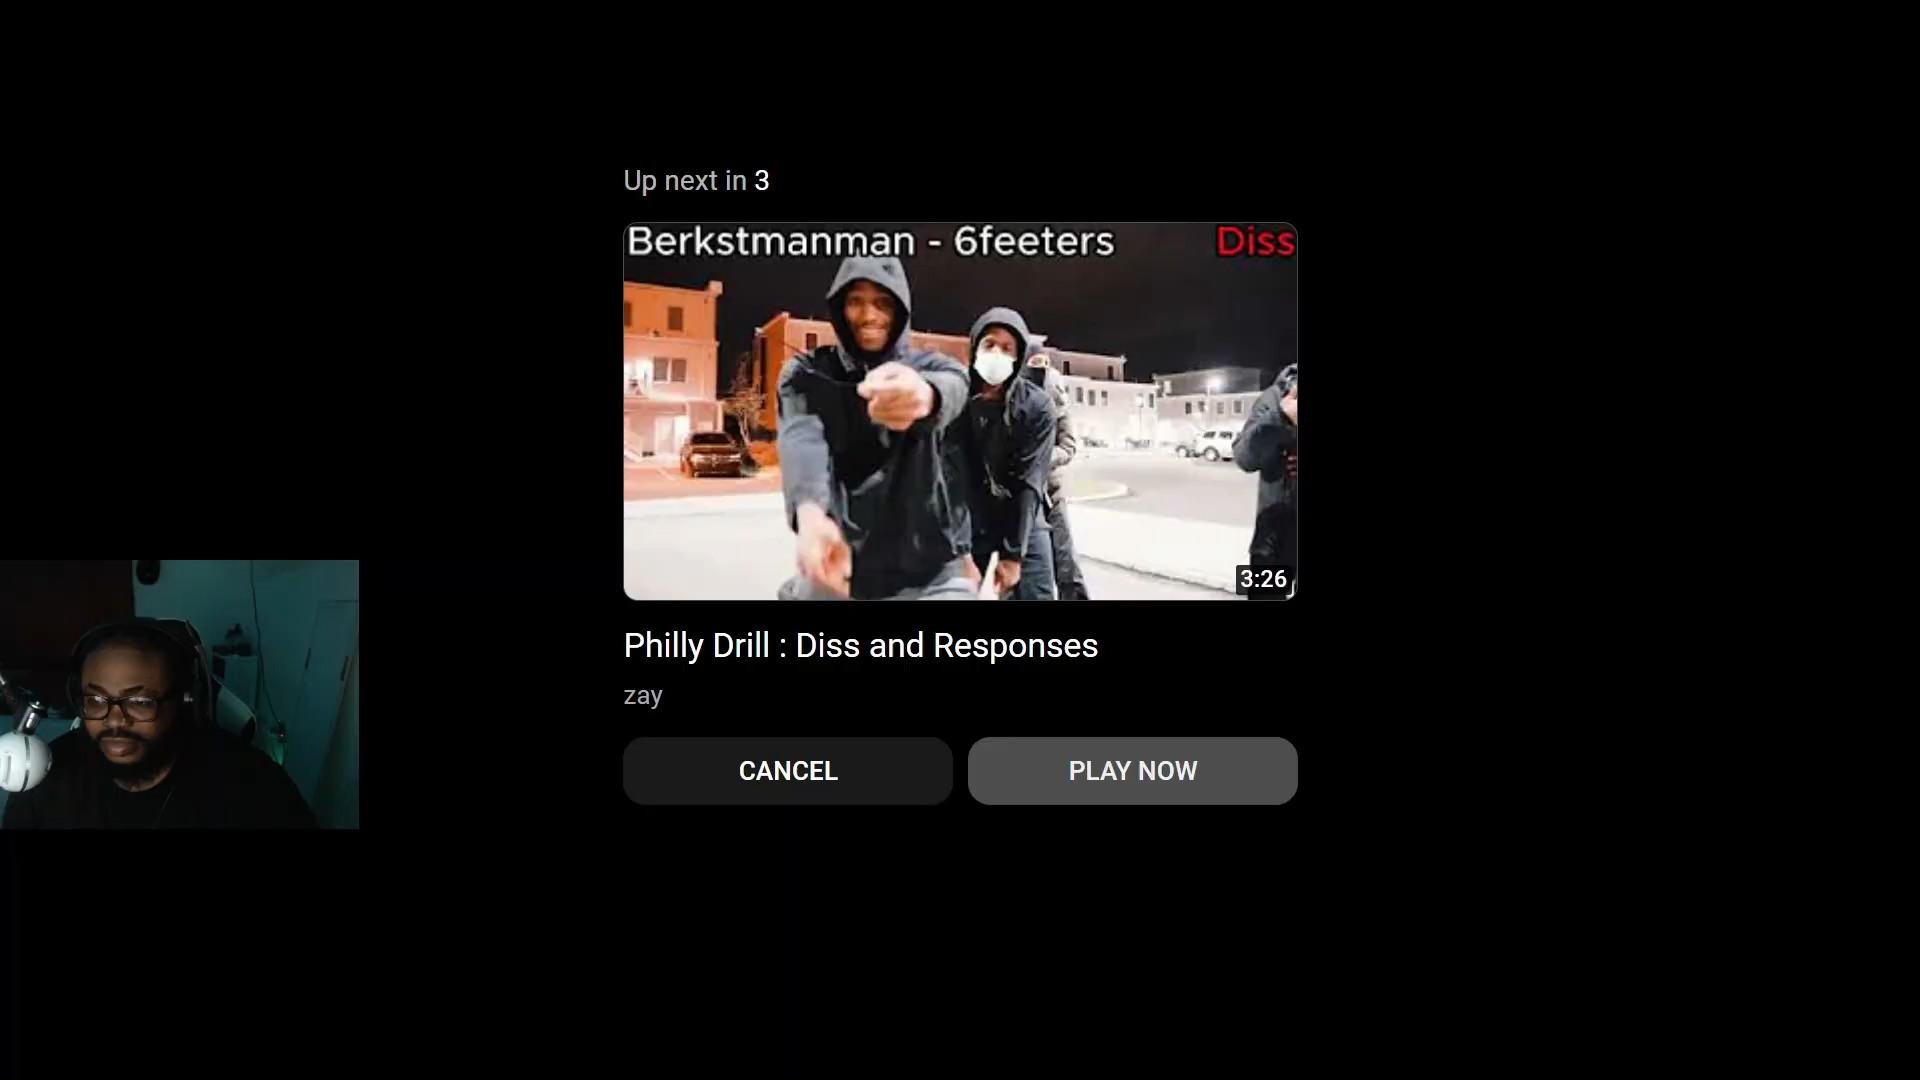 Up next in 3
Berkstmanman - 6feeters Diss
3:26
Philly Drill : Diss and Responses
zay
CANCEL PLAY NOW